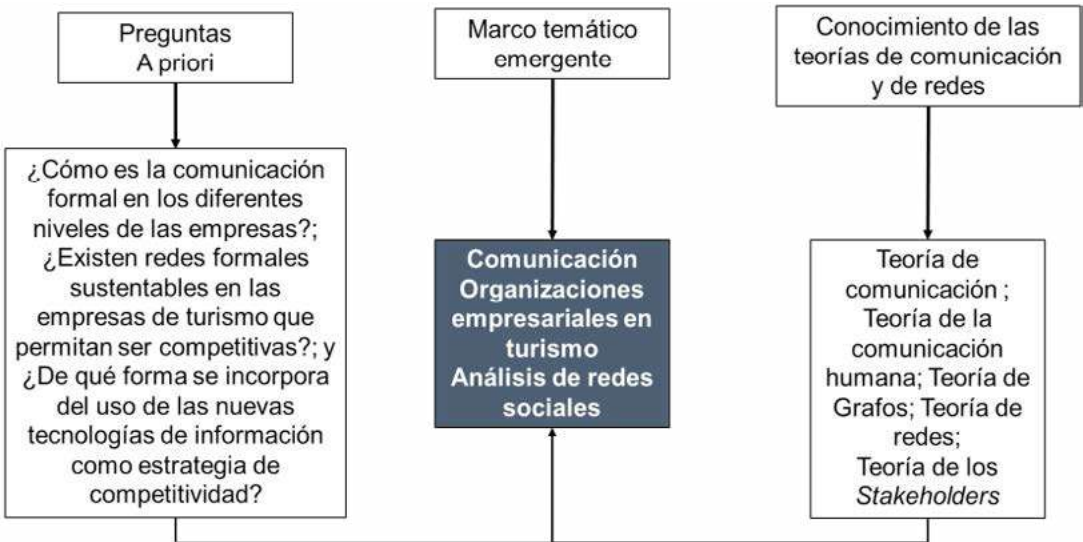 Preguntas
A priori
¿Cómo es la comunicación
formal en los diferentes
niveles de las empresas?;
¿Existen redes formales
sustentables en las
empresas de turismo que
permitan ser competitivas?; y
¿De qué forma se incorpora
del uso de las nuevas
tecnologías de información
como estrategia de
competitividad?
Marco temático
emergente
Comunicación
Organizaciones
empresariales en
turismo
Análisis de redes
sociales
Conocimiento de las
teorías de comunicación
y de redes
Teoría de
comunicación ;
Teoría de la
comunicación
humana; Teoría de
Grafos; Teoría de
redes;
Teoría de los
Stakeholders